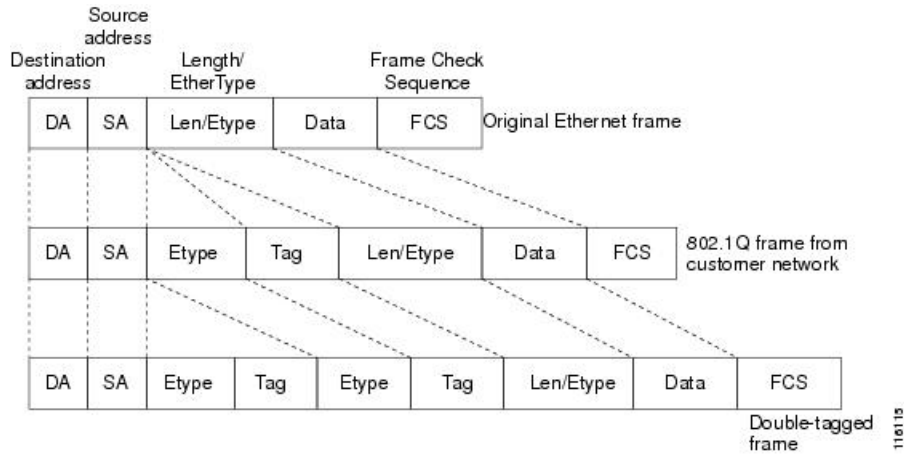 Source
address
Destination
address
Length/
EtherType
Frame Check
Sequence
DA SA Len/Etype Data FCS Original Ethernet frame
DA SA Etype Tag Len/Etype Data FCS
802.1Q frame from
customer network
DA SA Etype Tag Etype Tag Len/Etype Data FCS
Double-tagged
frame
116115